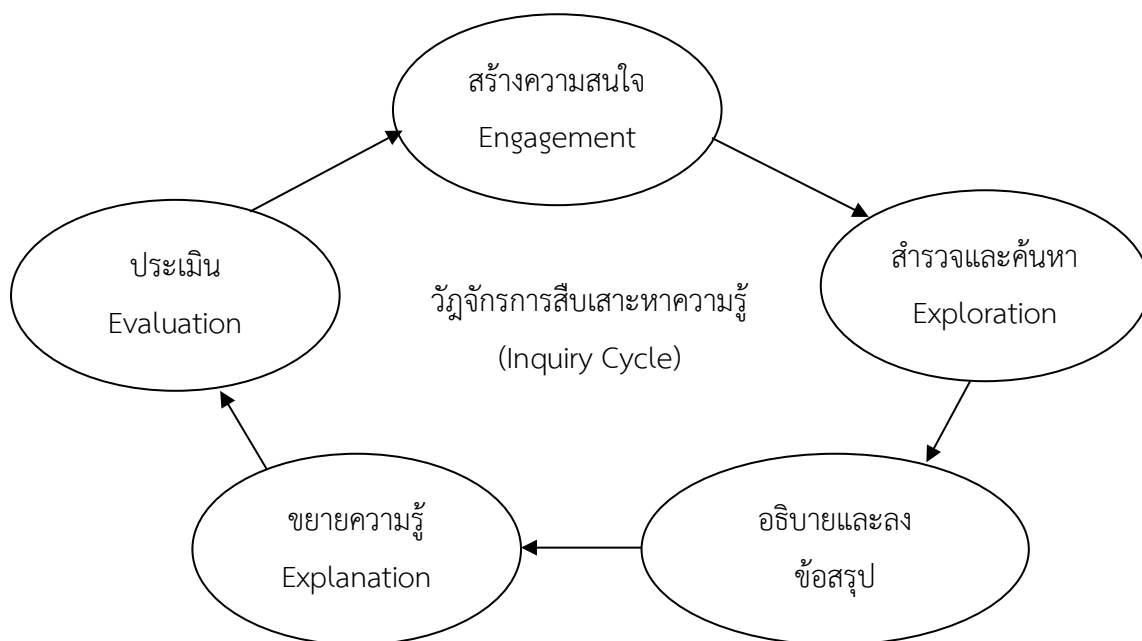 สร้างความสนใจ
Engagement
สำรวจและค้นหา
Exploration
อธิบายและลง
ข้อสรุป
ขยายความรู้
Explanation
ประเมิน
Evaluation
วัฎจักรการสืบเสาะหาความรู้
(Inquiry Cycle)